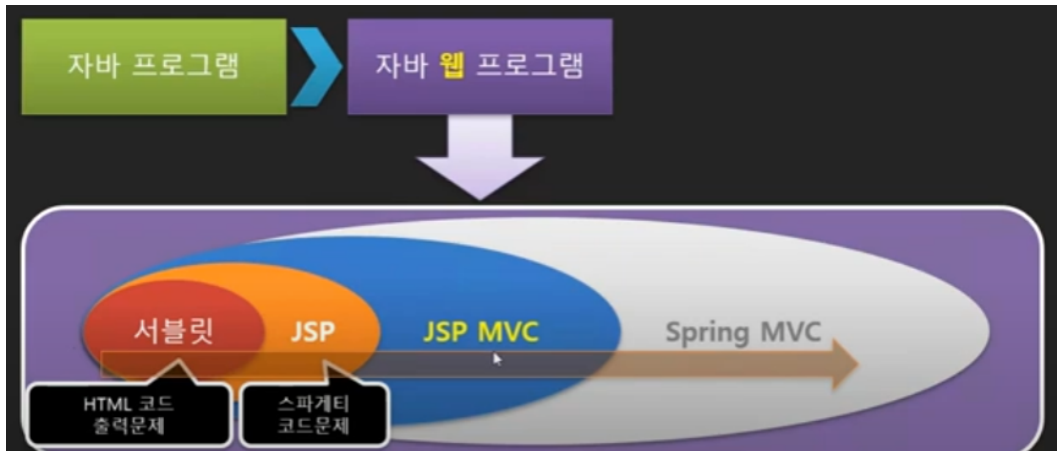 자바 프로그램
자바 웹 프로그램
서블릿
JSP
JSP MVC
Spring MVC
HTML 코드
출력문제
스파게티
코드문제